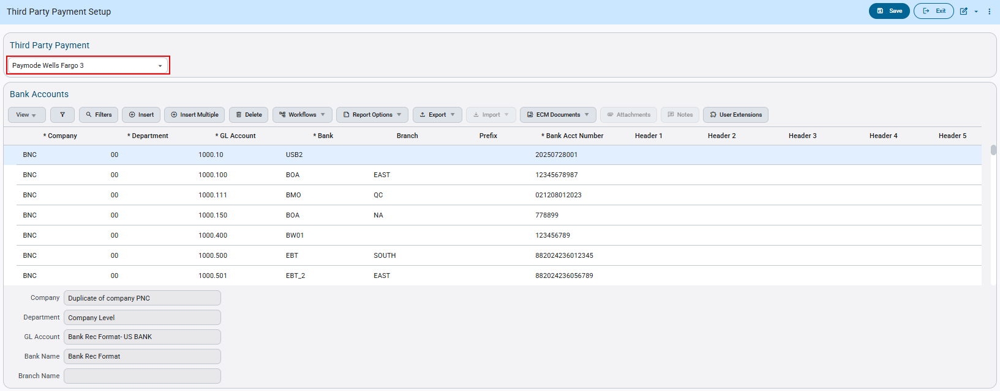 Third Party Payment Setup Save Exit
Third Party Payment
Paymode Wells Fargo 3
Bank Accounts
View Filters Insert Insert Multiple Delete Workflows Report Options Export Import ECM Documents Attachments Notes User Extensions
* Company * Department * GL Account * Bank Branch Prefix * Bank Acct Number Header 1 Header 2 Header 3 Header 4 Header 5
BNC 00 1000.10 USB2 20250728001
BNC 00 1000.100 BOA EAST 12345678987
BNC 00 1000.111 BMO QC 021208012023
BNC 00 1000.150 BOA NA 778899
BNC 00 1000.400 BW01 123456789
BNC 00 1000.500 EBT SOUTH 882024236012345
BNC 00 1000.501 EBT_2 EAST 882024236056789
Company Duplicate of company PNC
Department Company Level
GL Account Bank Rec Format- US BANK
Bank Name Bank Rec Format
Branch Name